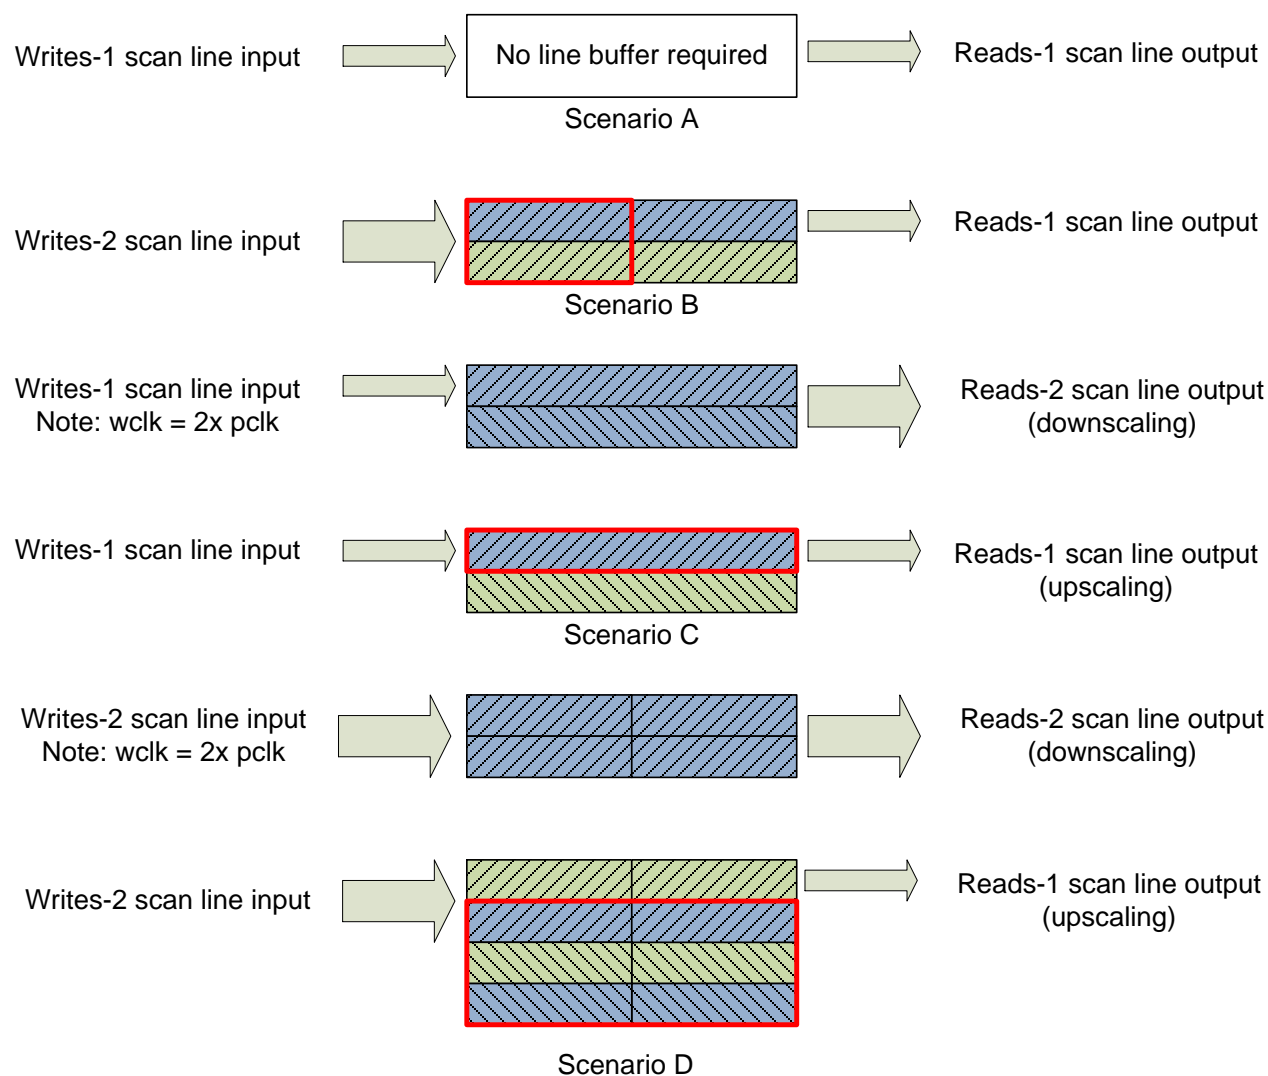 Writes-1 scan line input
No line buffer required
Reads-1 scan line output
Scenario A
Writes-2 scan line input
Reads-1 scan line output
Scenario B
Writes-1 scan line input
Note: wclk = 2x pclk
Reads-2 scan line output
(downscaling)
Writes-1 scan line input
Reads-1 scan line output
(upscaling)
Scenario C
Writes-2 scan line input
Note: wclk = 2x pclk
Reads-2 scan line output
(downscaling)
Writes-2 scan line input
Reads-1 scan line output
(upscaling)
Scenario D